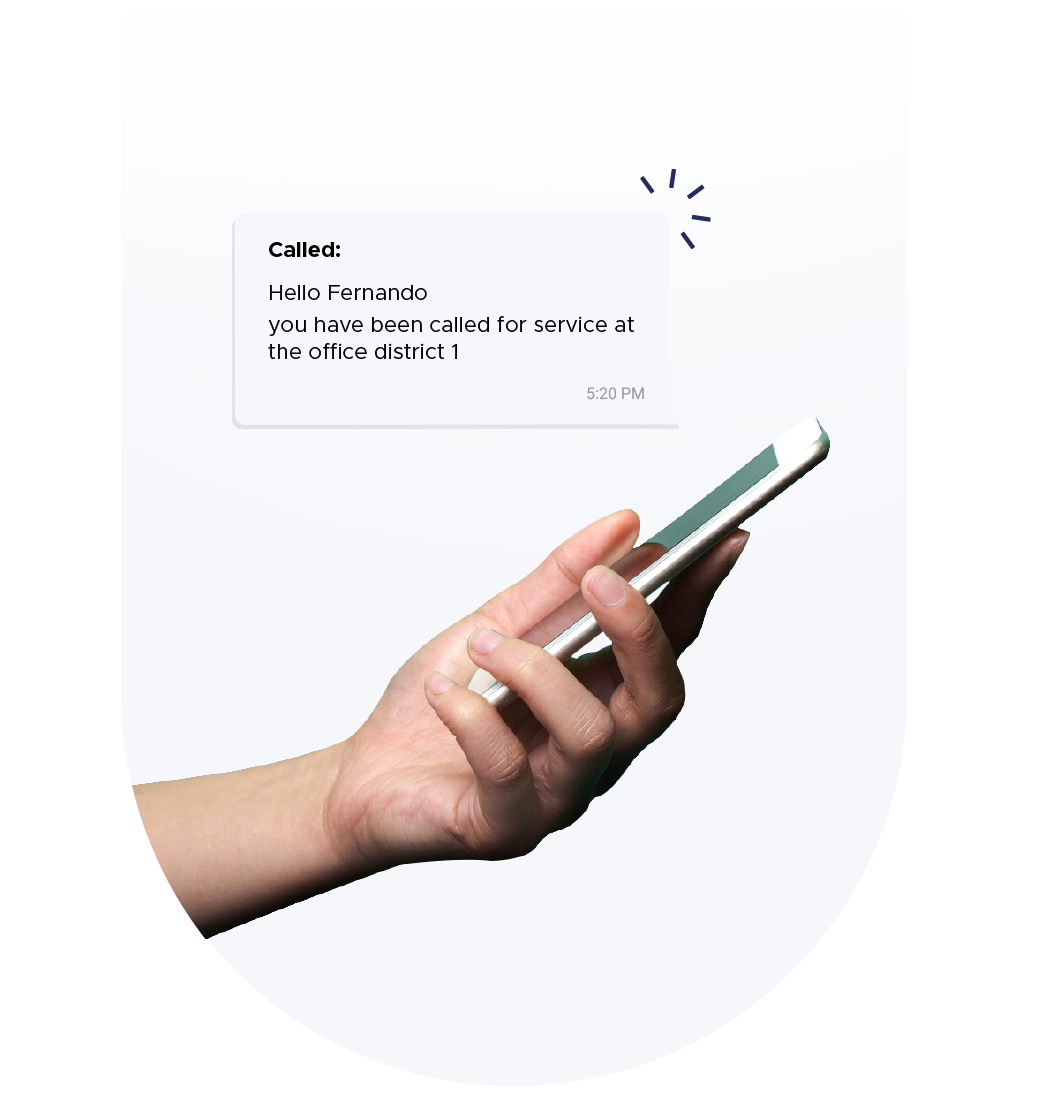 Called:
Hello Fernando
you have been called for service at
the office district 1
5:20 PM